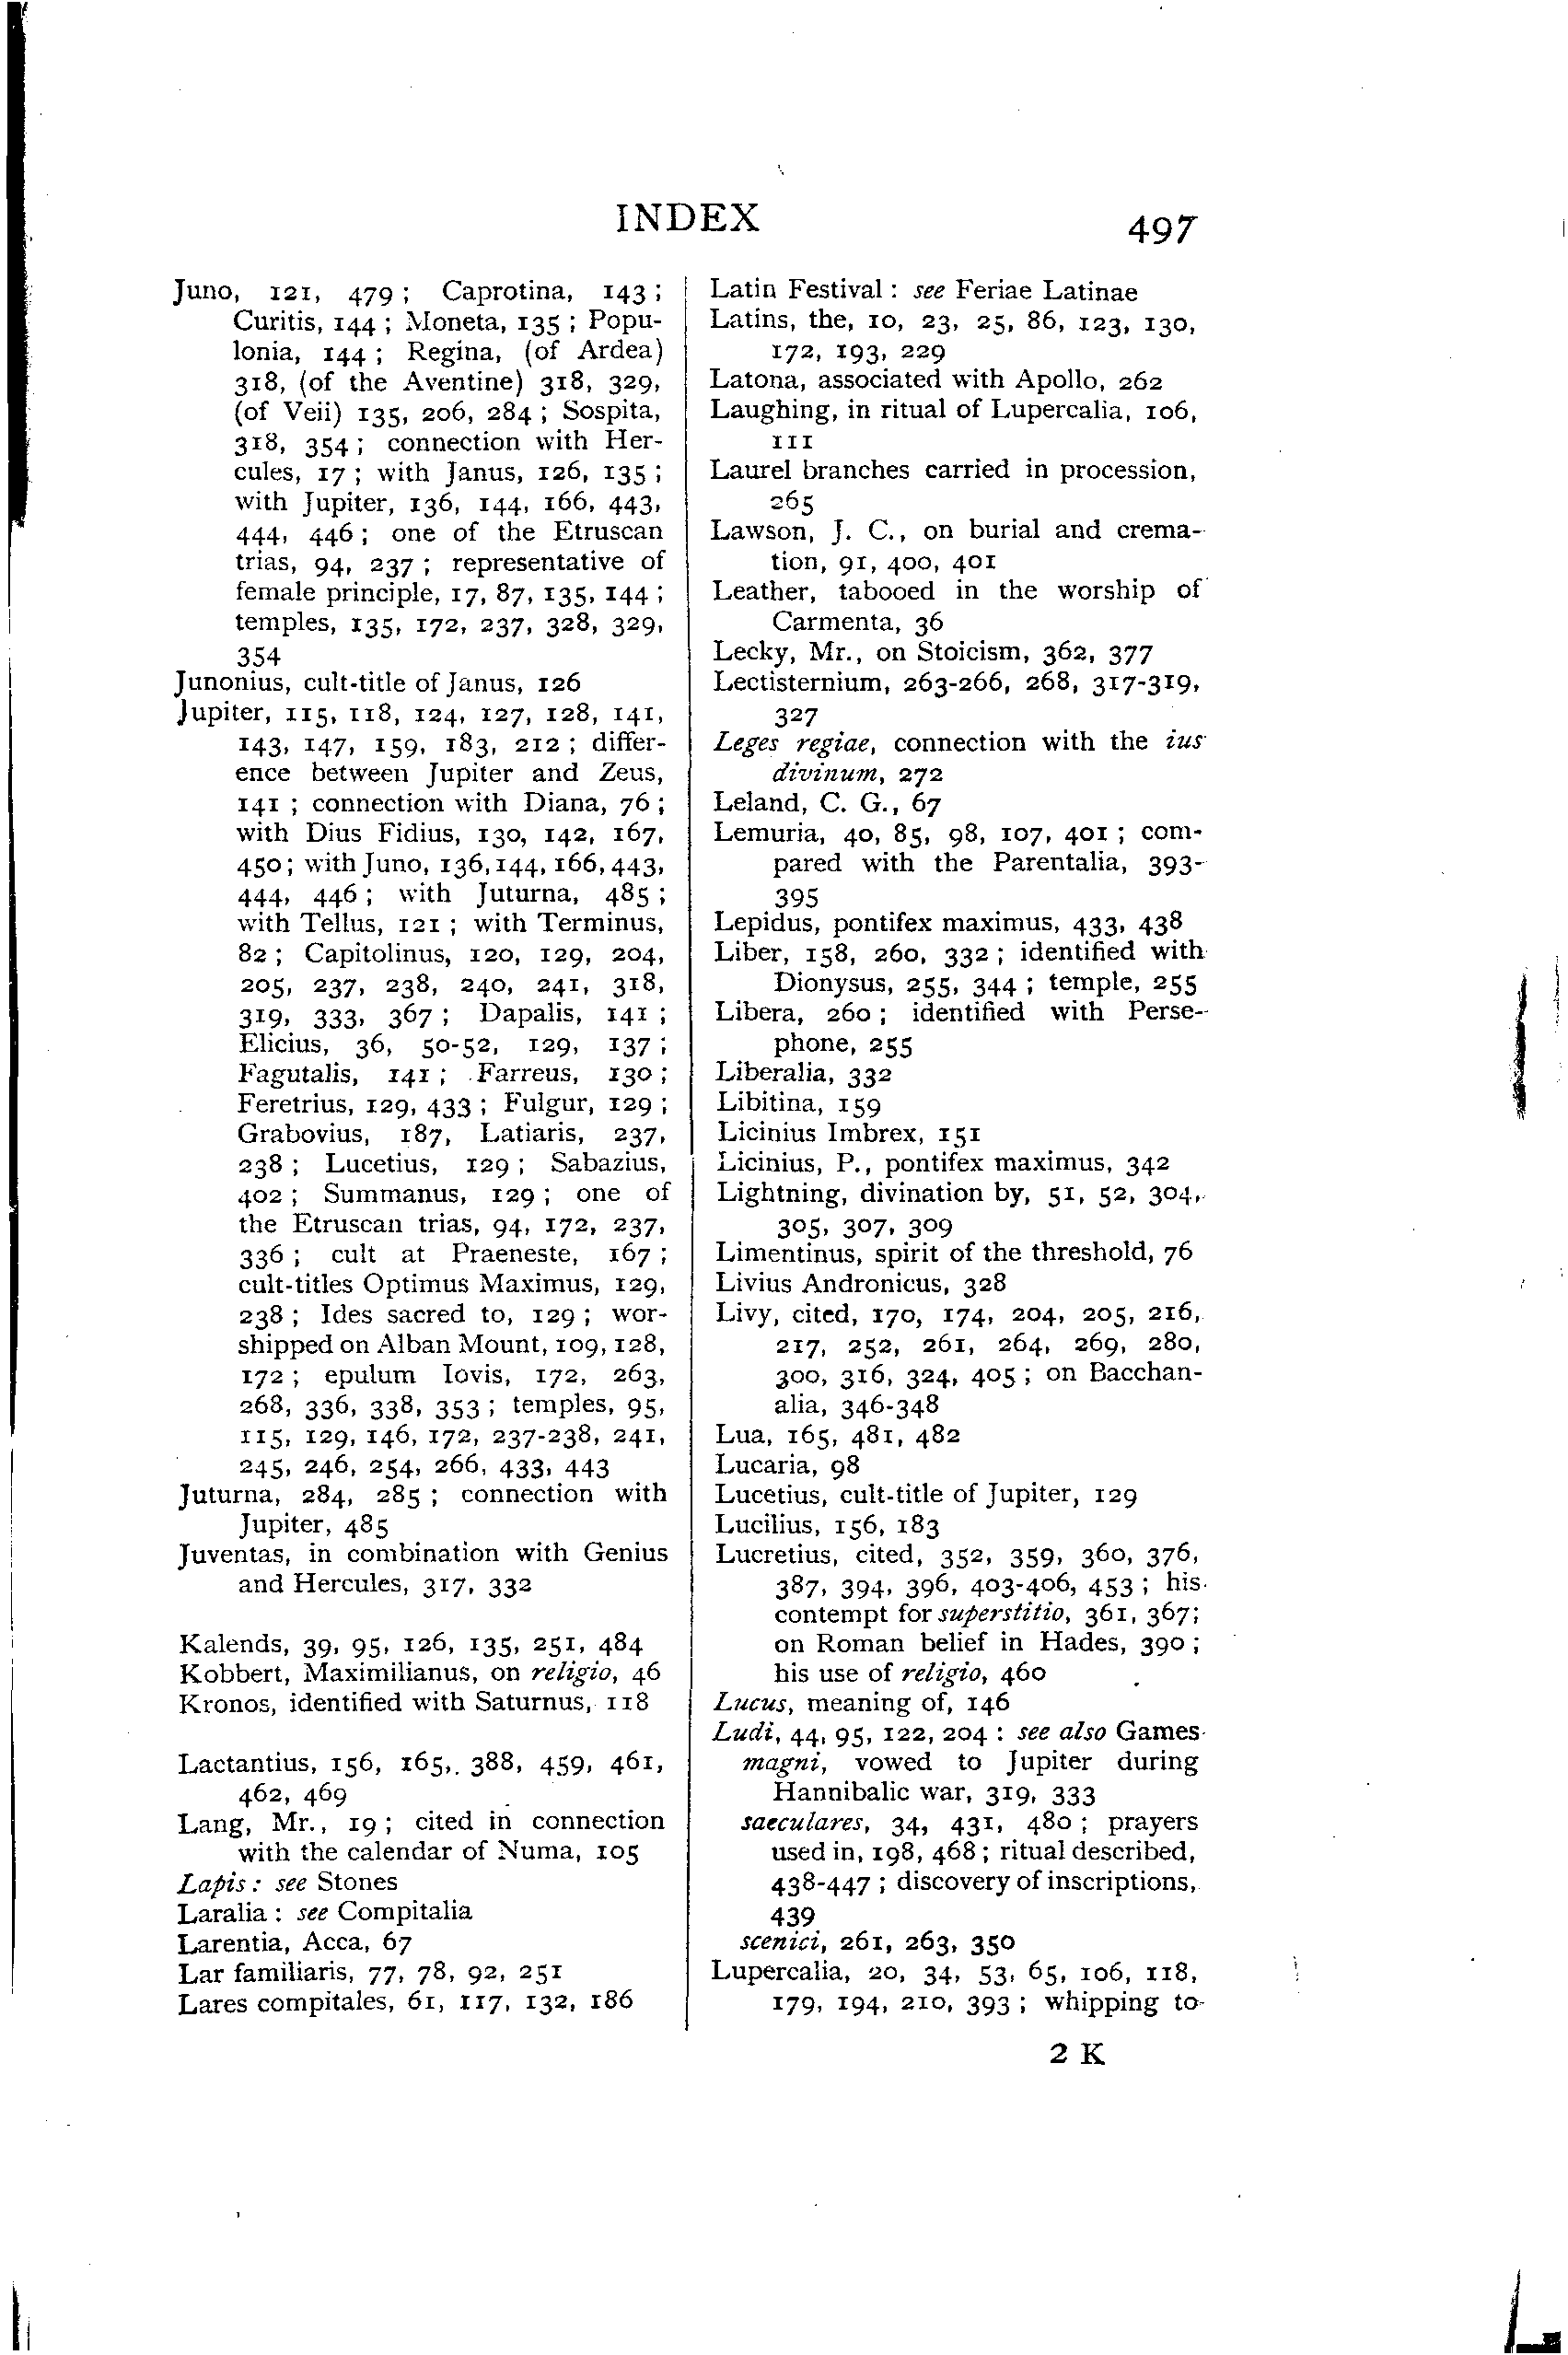 INDEX
497
Juno, 121, 479; Caprotina, 143;
Curitis, 144; Moneta, 135; Popu-
lonia, 144; Regina, (of Ardea)
318, (of the Aventine) 318, 329,
(of Veii) 135, 206, 284; Sospita,
318, 354; connection with Her-
cules, 17; with Janus, 126, 135;
with Jupiter, 136, 144, 166, 443,
444, 446; one of the Etruscan
trias, 94, 237; representative of
female principle, 17, 87, 135, 144;
temples, 135, 172, 237, 328, 329,
354
Junonius, cult-title of Janus, 126
Jupiter, 115, 118, 124, 127, 128, 141,
143, 147, 159, 183, 212; differ-
ence between Jupiter and Zeus,
141; connection with Diana, 76;
with Dius Fidius, 130, 142, 167,
450; with Juno, 136, 144, 166, 443,
444, 446; with Juturna, 485;
with Tellus, 121; with Terminus,
82; Capitolinus, 120, 129, 204,
205, 237, 238, 240, 241, 318,
319, 333, 367; Dapalis, 141;
Elicius, 36, 50-52, 129, 137;
Fagutalis, 141; Farreus, 130;
Feretrius, 129, 433; Fulgur, 129;
Grabovius, 187, Latiaris, 237,
238; Lucetius, 129; Sabazius,
402; Summanus, 129; one of
the Etruscan trias, 94, 172, 237,
336; cult at Praeneste, 167;
cult-titles Optimus Maximus, 129,
238; Ides sacred to, 129; wor-
shipped on Alban Mount, 109, 128,
172; epulum Iovis, 172, 263,
268, 336, 338, 353; temples, 95,
115, 129, 146, 172, 237-238, 241,
245, 246, 254, 266, 433, 443
Juturna, 284, 285; connection with
Jupiter, 485
Juventas, in combination with Genius
and Hercules, 317, 332
Kalends, 39, 95, 126, 135, 251, 484
Kobbert, Maximilianus, on religio, 46
Kronos, identified with Saturnus, 118
Lactantius, 156, 165, 388, 459, 461,
462, 469
Lang, Mr., 19; cited in connection
with the calendar of Numa, 105
Lapis: see Stones
Laralia: see Compitalia
Larentia, Acca, 67
Lar familiaris, 77, 78, 92, 251
Lares compitales, 61, 117, 132, 186
Latin Festival: see Feriae Latinae
Latins, the, 10, 23, 25, 86, 123, 130,
172, 193, 229
Latona, associated with Apollo, 262
Laughing, in ritual of Lupercalia, 106,
111
Laurel branches carried in procession,
265
Lawson, J. C., on burial and crema-
tion, 91, 400, 401
Leather, tabooed in the worship of
Carmenta, 36
Lecky, Mr., on Stoicism, 362, 377
Lectisternium, 263-266, 268, 317-319,
327
Leges regiae, connection with the ius
divinum, 272
Leland, C. G., 67
Lemuria, 40, 85, 98, 107, 401; com-
pared with the Parentalia, 393-
395
Lepidus, pontifex maximus, 433, 438
Liber, 158, 260, 332; identified with
Dionysus, 255, 344; temple, 255
Libera, 260; identified with Perse-
phone, 255
Liberalia, 332
Libitina, 159
Licinius Imbrex, 151
Licinius, P., pontifex maximus, 342
Lightning, divination by, 51, 52, 304,
305, 307, 309
Limentinus, spirit of the threshold, 76
Livius Andronicus, 328
Livy, cited, 170, 174, 204, 205, 216,
217, 252, 261, 264, 269, 280,
300, 316, 324, 405; on Bacchan-
alia, 346-348
Lua, 165, 481, 482
Lucaria, 98
Lucetius, cult-title of Jupiter, 129
Lucilius, 156, 183
Lucretius, cited, 352, 359, 360, 376,
387, 394, 396, 403-406, 453; his
contempt for superstitio, 361, 367;
on Roman belief in Hades, 390;
his use of religio, 460
Lucus, meaning of, 146
Ludi, 44, 95, 122, 204: see also Games
magni, vowed to Jupiter during
Hannibalic war, 319, 333
saeculares, 34, 431, 480; prayers
used in, 198, 468; ritual described,
438-447; discovery of inscriptions,
439
scenici, 261, 263, 350
Lupercalia, 20, 34, 53, 65, 106, 118,
179, 194, 210, 393; whipping to
2 K